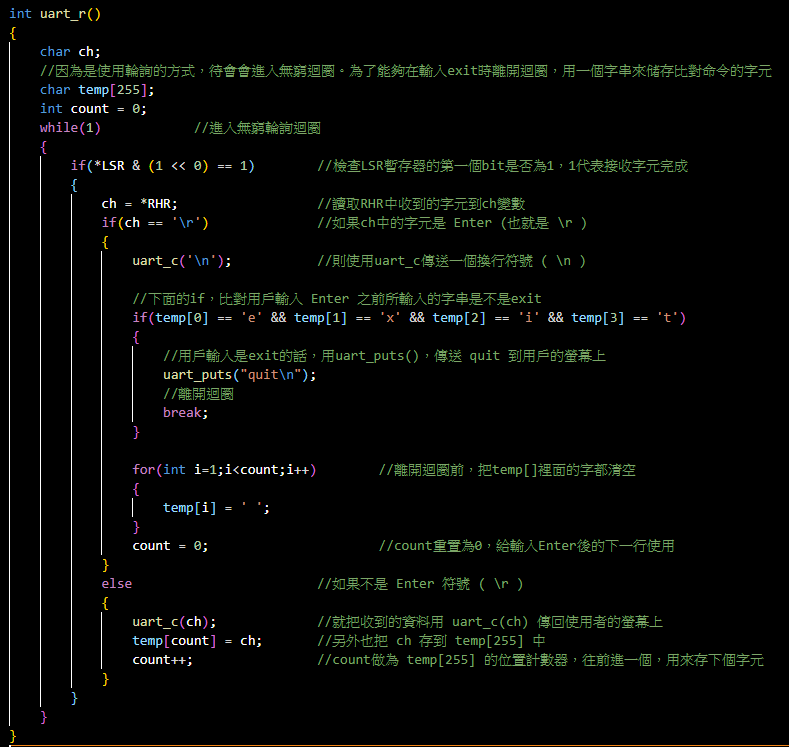 int uart_r()
{
char ch;
//因為是使用輪詢的方式，待會會進入無窮迴圈。為了能夠在輸入exit時離開迴圈，用一個字串來儲存比對命令的字元
char temp[255];
int count = 0;
while(1) //進入無窮輪詢迴圈
{
if(*LSR & (1 << 0) == 1) //檢查LSR暫存器的第一個bit是否為1，1代表接收字元完成
{
ch = *RHR; //讀取RHR中收到的字元到ch變數
if(ch == '\r') //如果ch中的字元是 Enter (也就是 \r )
{
uart_c('\n'); //則使用uart_c傳送一個換行符號 ( \n )
//下面的if，比對用戶輸入 Enter 之前所輸入的字串是不是exit
if(temp[0] == 'e' && temp[1] == 'x' && temp[2] == 'i' && temp[3] == 't')
{
//用戶輸入是exit的話，用uart_puts()，傳送 quit 到用戶的螢幕上
uart_puts("quit\n");
//離開迴圈
break;
}
for(int i=1;i<count;i++) //離開迴圈前，把temp[]裡面的字都清空
{
temp[i] = ' ';
}
count = 0; //count重置為0，給輸入Enter後的下一行使用
}
else //如果不是 Enter 符號 ( \r )
{
uart_c(ch); //就把收到的資料用 uart_c(ch) 傳回使用者的螢幕上
temp[count] = ch; //另外也把 ch 存到 temp[255] 中
count++; //count做為 temp[255] 的位置計數器，往前進一個，用來存下個字元
}
}
}
}